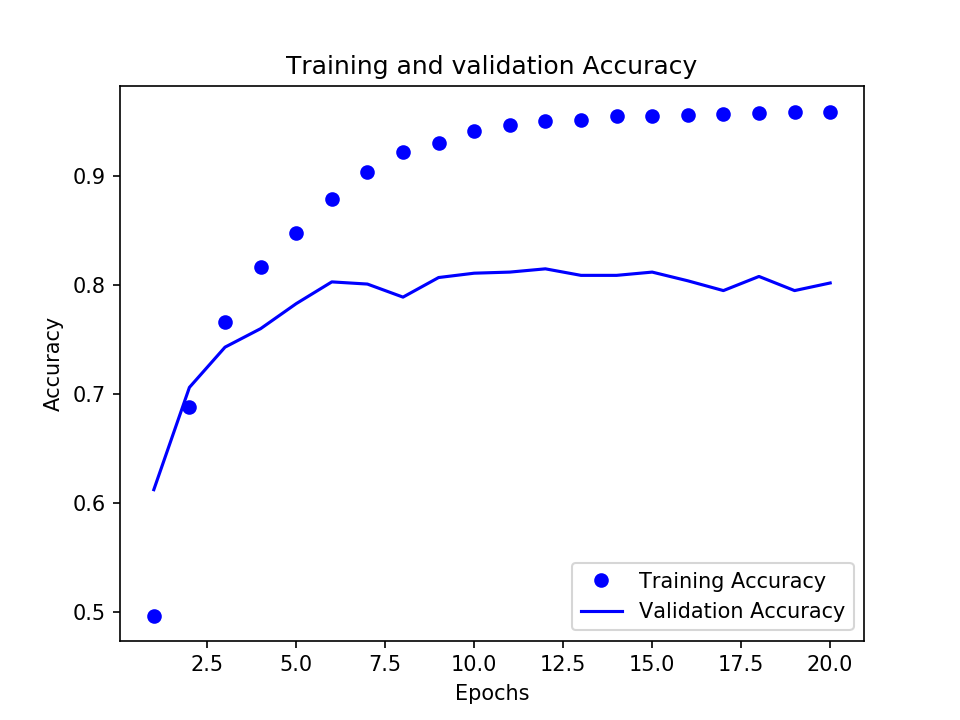 Training and validation Accuracy
Accuracy
0.9
0.8
0.7
0.6
0.5
Training Accuracy
Validation Accuracy
2.5 5.0 7.5 10.0 12.5 15.0 17.5 20.0
Epochs